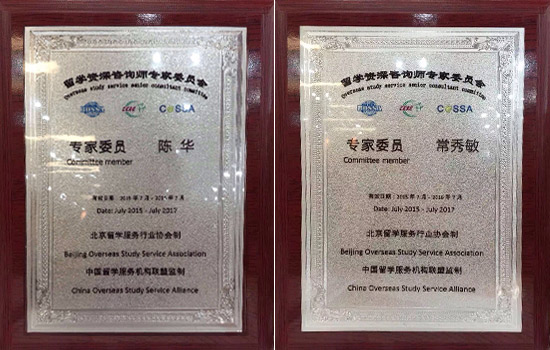 留学资深咨询师专家委员会
Overseas study service senior consultant committee
BOSSA
COSSA
专家委员 陈华
Committee member
Date: July 2015 - July 2017
北京留学服务行业协会制
Beijing Overseas Study Service Association
中国留学服务机构联盟监制
China Overseas Study Service Alliance
留学资深咨询师专家委员会
Overseas study service senior consultant committee
BOSSA
COSSA
专家委员 常秀敏
Committee member
Date: July 2015 - July 2017
北京留学服务行业协会制
Beijing Overseas Study Service Association
中国留学服务机构联盟监制
China Overseas Study Service Alliance